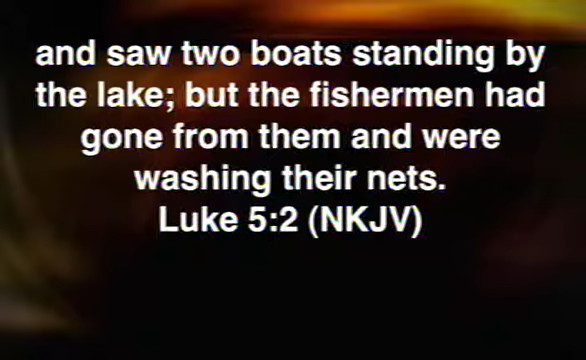 and saw two boats standing by
the lake; but the fishermen had
gone from them and were
washing their nets.
Luke 5:2 (NKJV)